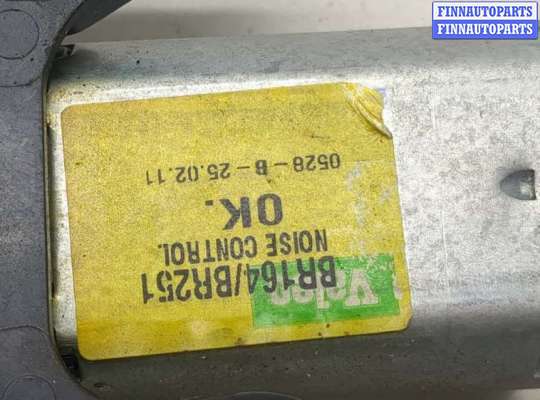 FINNAUTOPARTS
FINNAUTOPARTS
Valeo
BR164/BR251
NOISE CONTROL
OK.
0528-B-25.02.11